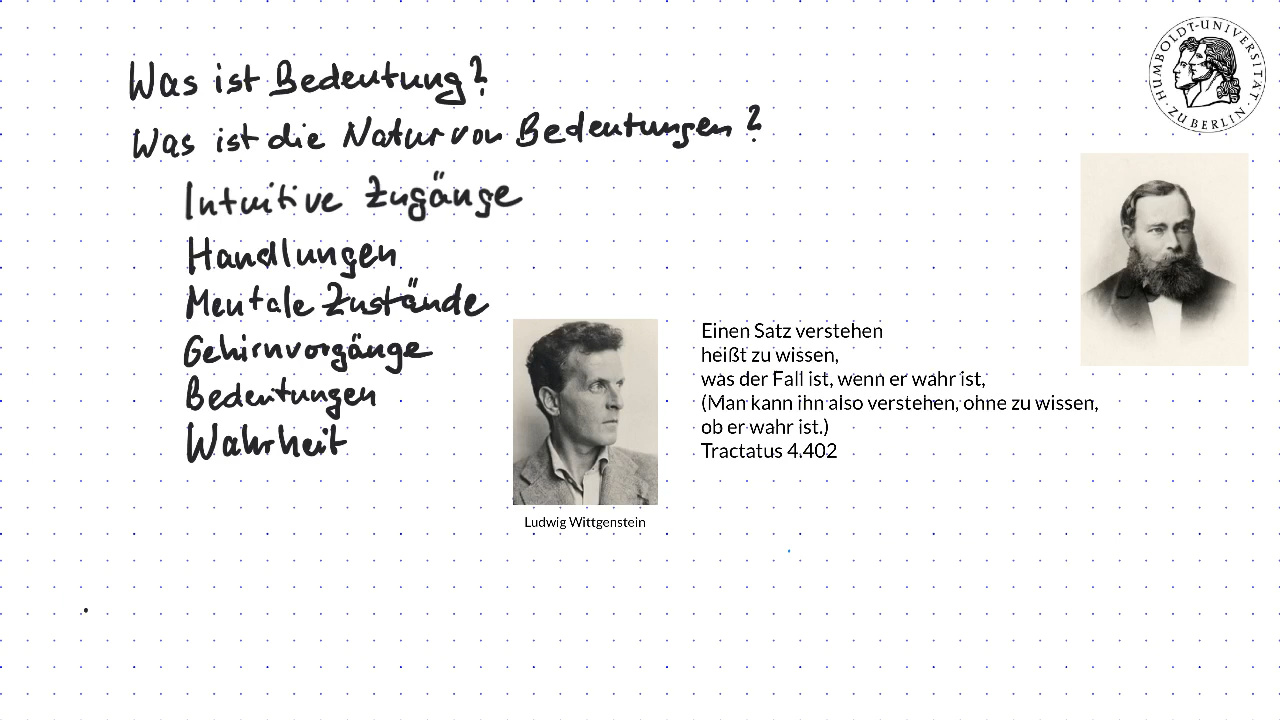 Was ist Bedeutung?
Was ist die Natur von Bedeutungen?
Intuitive Zugänge
Handlungen
Mentale Zustände
Gehirnvorgänge
Bedeutungen
Wahrheit
Ludwig Wittgenstein
Einen Satz verstehen
heißt zu wissen,
was der Fall ist, wenn er wahr ist,
(Man kann ihn also verstehen, ohne zu wissen,
ob er wahr ist.)
Tractatus 4.402
HUMBOLDT-UNIVERSITÄT
ZU BERLIN